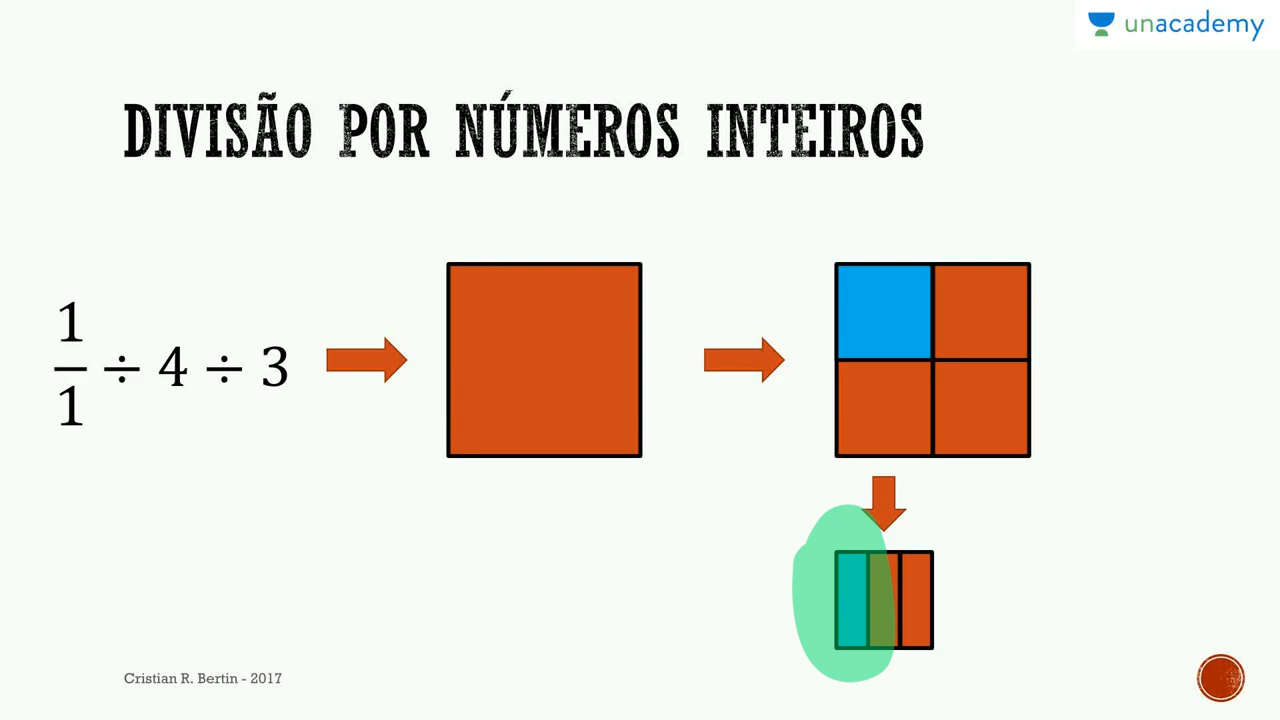 unacademy
DIVISÃO POR NÚMEROS INTEIROS
1
— ÷ 4 ÷ 3
1
Cristian R. Bertin - 2017